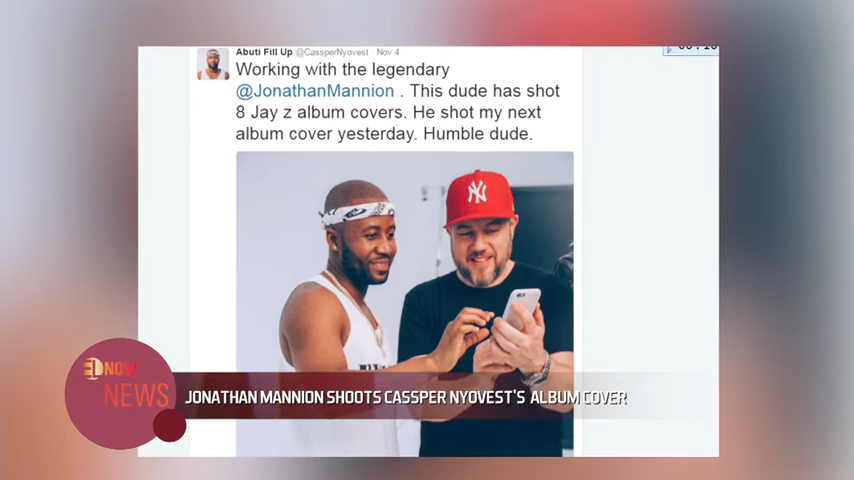 Abuti Fill Up @CassperNyovest · Nov 4
Working with the legendary
@JonathanMannion . This dude has shot
8 Jay z album covers. He shot my next
album cover yesterday. Humble dude.
NY
NOW
NEWS
JONATHAN MANNION SHOOTS CASSPER NYOVEST'S ALBUM COVER